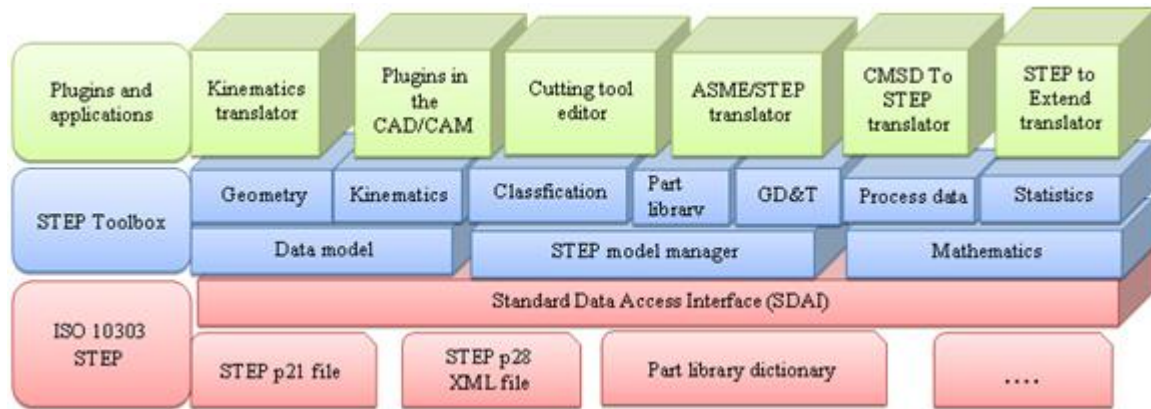 Plugins and
applications
Kinematics
translator
Plugins in
the
CAD/CAM
Cutting tool
editor
ASME/STEP
translator
CMSD To
STEP
translator
STEP to
Extend
translator
STEP Toolbox
Geometry
Kinematics
Classfication
Part
library
GD&T
Process data
Statistics
Data model
STEP model manager
Mathematics
ISO 10303
STEP
Standard Data Access Interface (SDAI)
STEP p21 file
STEP p28
XML file
Part library dictionary
....